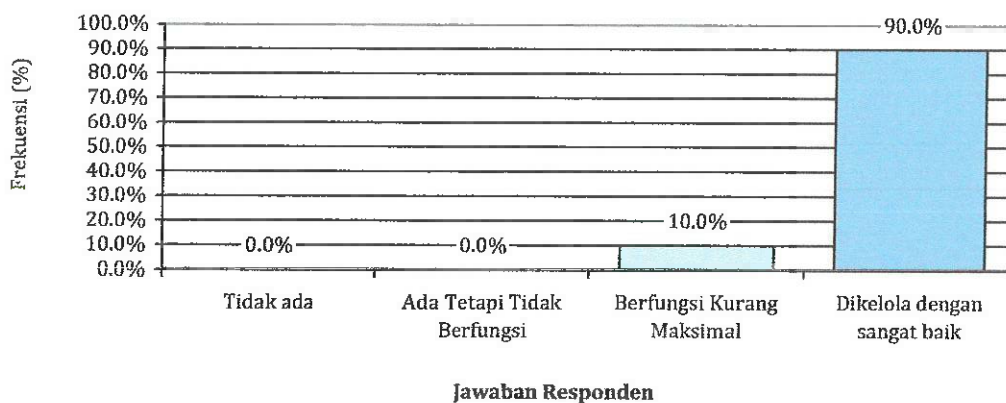 Frekuensi (%)
100.0%
90.0%
80.0%
70.0%
60.0%
50.0%
40.0%
30.0%
20.0%
10.0%
0.0%
0.0%
0.0%
10.0%
90.0%
Tidak ada
Ada Tetapi Tidak
Berfungsi
Berfungsi Kurang
Maksimal
Dikelola dengan
sangat baik
Jawaban Responden